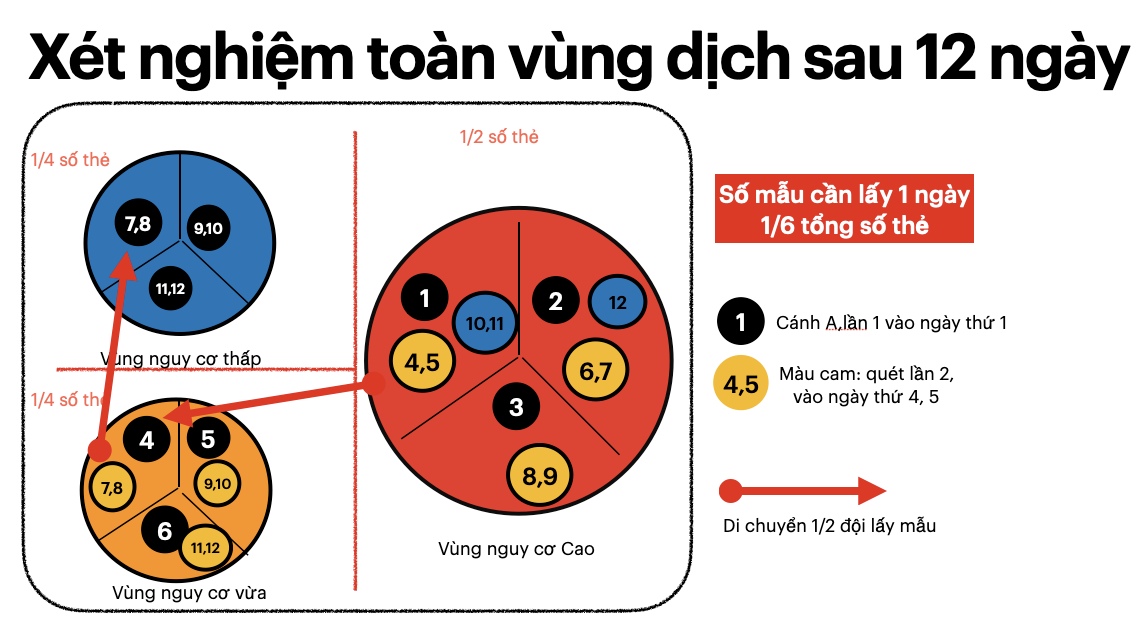 Xét nghiệm toàn vùng dịch sau 12 ngày
1/4 số thẻ
1/2 số thẻ
7,8
9,10
11,12
Vùng nguy cơ thấp
1/4 số thẻ
4
5
7,8
9,10
6
11,12
Vùng nguy cơ vừa
1
10,11
2
12
4,5
6,7
3
8,9
Vùng nguy cơ Cao
Số mẫu cần lấy 1 ngày
1/6 tổng số thẻ
1
Cánh A,lần 1 vào ngày thứ 1
4,5
Màu cam: quét lần 2,
vào ngày thứ 4, 5
Di chuyển 1/2 đội lấy mẫu